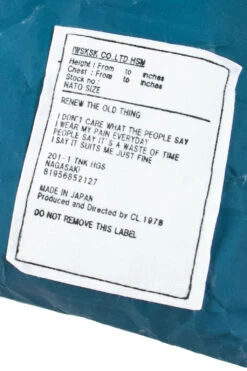 IWSKSK CO.LTD HSM
Height: From to inches
Chest: From to inches
Stock no:
NATO SIZE
RENEW THE OLD THING
I DON'T CARE WHAT THE PEOPLE SAY
I WEAR MY PAIN EVERYDAY
PEOPLE SAY IT'S A WASTE OF TIME
I SAY IT SUITS ME JUST FINE
201-1 TNK HGS
NAGASAKI
81956852127
MADE IN JAPAN
Produced and Directed by CL.1978
DO NOT REMOVE THIS LABEL